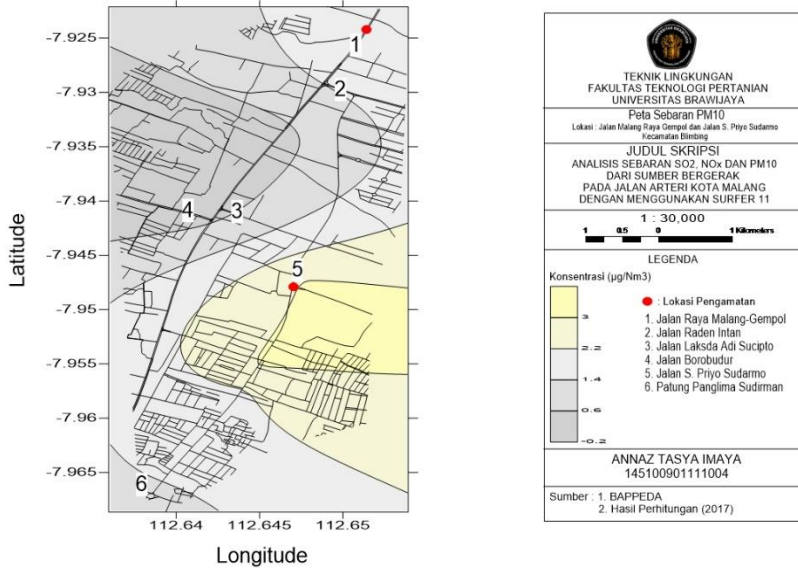 -7.925
-7.93
-7.935
-7.94
-7.945
-7.95
-7.955
-7.96
-7.965
Latitude
1
2
3
4
5
6
112.64
112.645
112.65
Longitude
TEKNIK LINGKUNGAN
FAKULTAS TEKNOLOGI PERTANIAN
UNIVERSITAS BRAWIJAYA
Peta Sebaran PM10
Lokasi : Jalan Malang Raya Gempol dan Jalan S. Priyo Sudarmo
Kecamatan Blimbing
JUDUL SKRIPSI
ANALISIS SEBARAN SO2, NOx DAN PM10
DARI SUMBER BERGERAK
PADA JALAN ARTERI KOTA MALANG
DENGAN MENGGUNAKAN SURFER 11
1 : 30,000
1 0.5 0 1 Kilometers
LEGENDA
Konsentrasi (µg/Nm3)
3
2.2
1.4
0.6
-0.2
: Lokasi Pengamatan
1. Jalan Raya Malang-Gempol
2. Jalan Raden Intan
3. Jalan Laksda Adi Sucipto
4. Jalan Borobudur
5. Jalan S. Priyo Sudarmo
6. Patung Panglima Sudirman
ANNAZ TASYA IMAYA
145100901111004
Sumber : 1. BAPPEDA
2. Hasil Perhitungan (2017)